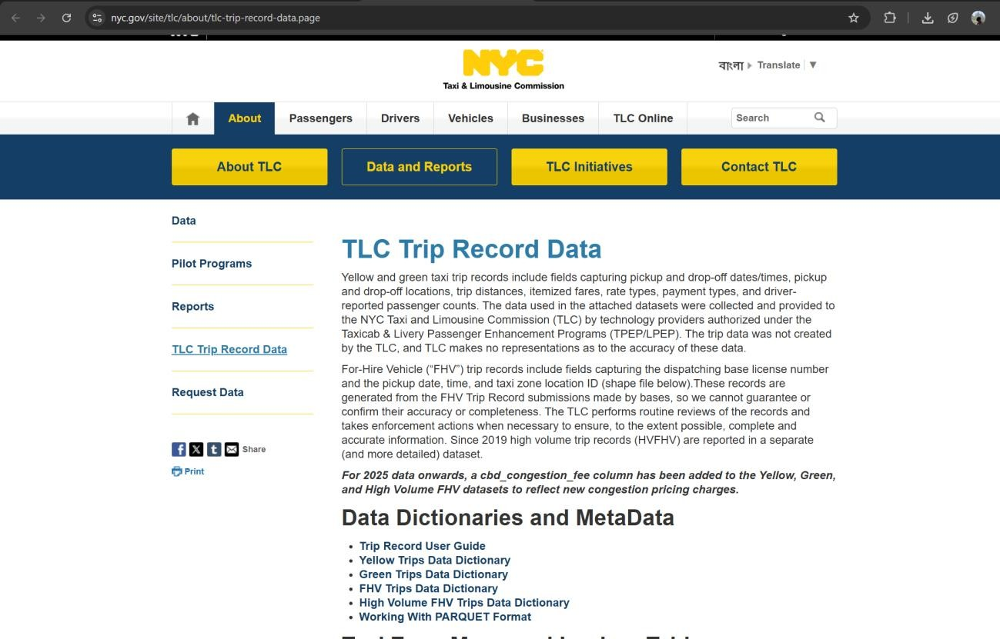 nyc.gov/site/tlc/about/tlc-trip-record-data.page
NYC
Taxi & Limousine Commission
বাংলা Translate
About
Passengers
Drivers
Vehicles
Businesses
TLC Online
Search
About TLC
Data and Reports
TLC Initiatives
Contact TLC
Data
Pilot Programs
Reports
TLC Trip Record Data
Request Data
Share
Print
TLC Trip Record Data
Yellow and green taxi trip records include fields capturing pickup and drop-off dates/times, pickup
and drop-off locations, trip distances, itemized fares, rate types, payment types, and driver-
reported passenger counts. The data used in the attached datasets were collected and provided to
the NYC Taxi and Limousine Commission (TLC) by technology providers authorized under the
Taxicab & Livery Passenger Enhancement Programs (TPEP/LPEP). The trip data was not created
by the TLC, and TLC makes no representations as to the accuracy of these data.
For-Hire Vehicle (“FHV”) trip records include fields capturing the dispatching base license number
and the pickup date, time, and taxi zone location ID (shape file below).These records are
generated from the FHV Trip Record submissions made by bases, so we cannot guarantee or
confirm their accuracy or completeness. The TLC performs routine reviews of the records and
takes enforcement actions when necessary to ensure, to the extent possible, complete and
accurate information. Since 2019 high volume trip records (HVFHV) are reported in a separate
(and more detailed) dataset.
For 2025 data onwards, a cbd_congestion_fee column has been added to the Yellow, Green,
and High Volume FHV datasets to reflect new congestion pricing charges.
Data Dictionaries and MetaData
Trip Record User Guide
Yellow Trips Data Dictionary
Green Trips Data Dictionary
FHV Trips Data Dictionary
High Volume FHV Trips Data Dictionary
Working With PARQUET Format